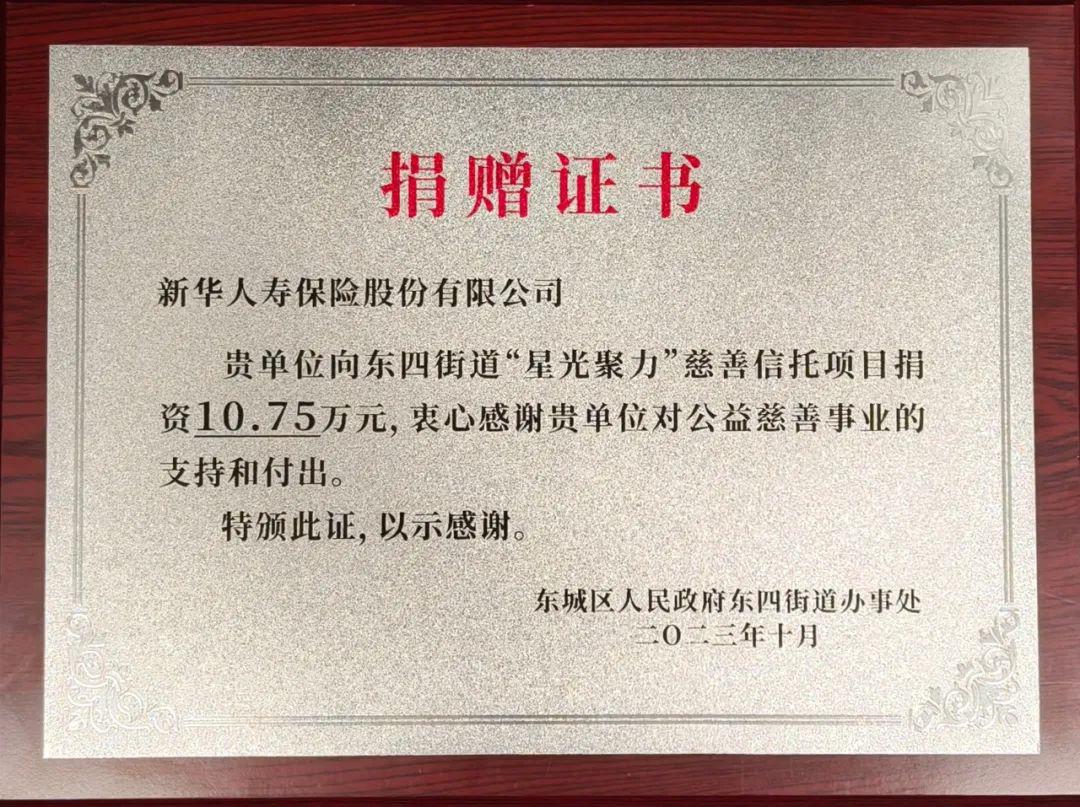 捐赠证书
新华人寿保险股份有限公司
贵单位向东四街道“星光聚力”慈善信托项目捐
资10.75万元，衷心感谢贵单位对公益慈善事业的
支持和付出。
特颁此证，以示感谢。
东城区人民政府东四街道办事处
二〇二三年十月